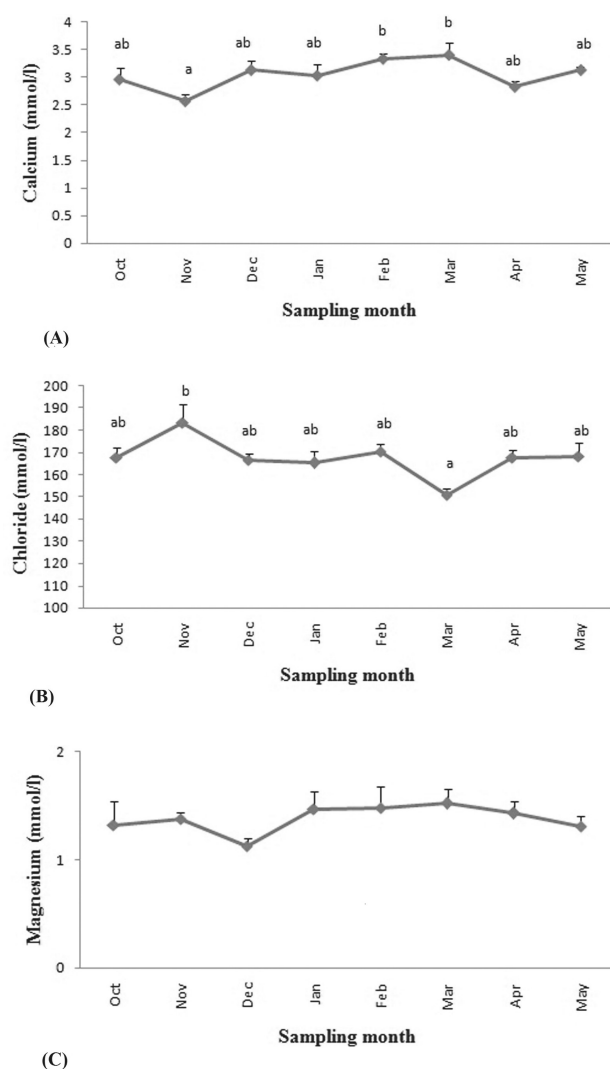 4
3.5
3
2.5
2
1.5
1
0.5
0
Calcium (mmol/l)
ab
a
ab
ab
b
b
ab
ab
Oct
Nov
Dec
Jan
Feb
Mar
Apr
May
Sampling month
(A)
200
190
180
170
160
150
140
130
120
110
100
Chloride (mmol/l)
ab
b
ab
ab
ab
a
ab
ab
Oct
Nov
Dec
Jan
Feb
Mar
Apr
May
Sampling month
(B)
2
1
0
Magnesium (mmol/l)
Oct
Nov
Dec
Jan
Feb
Mar
Apr
May
Sampling month
(C)